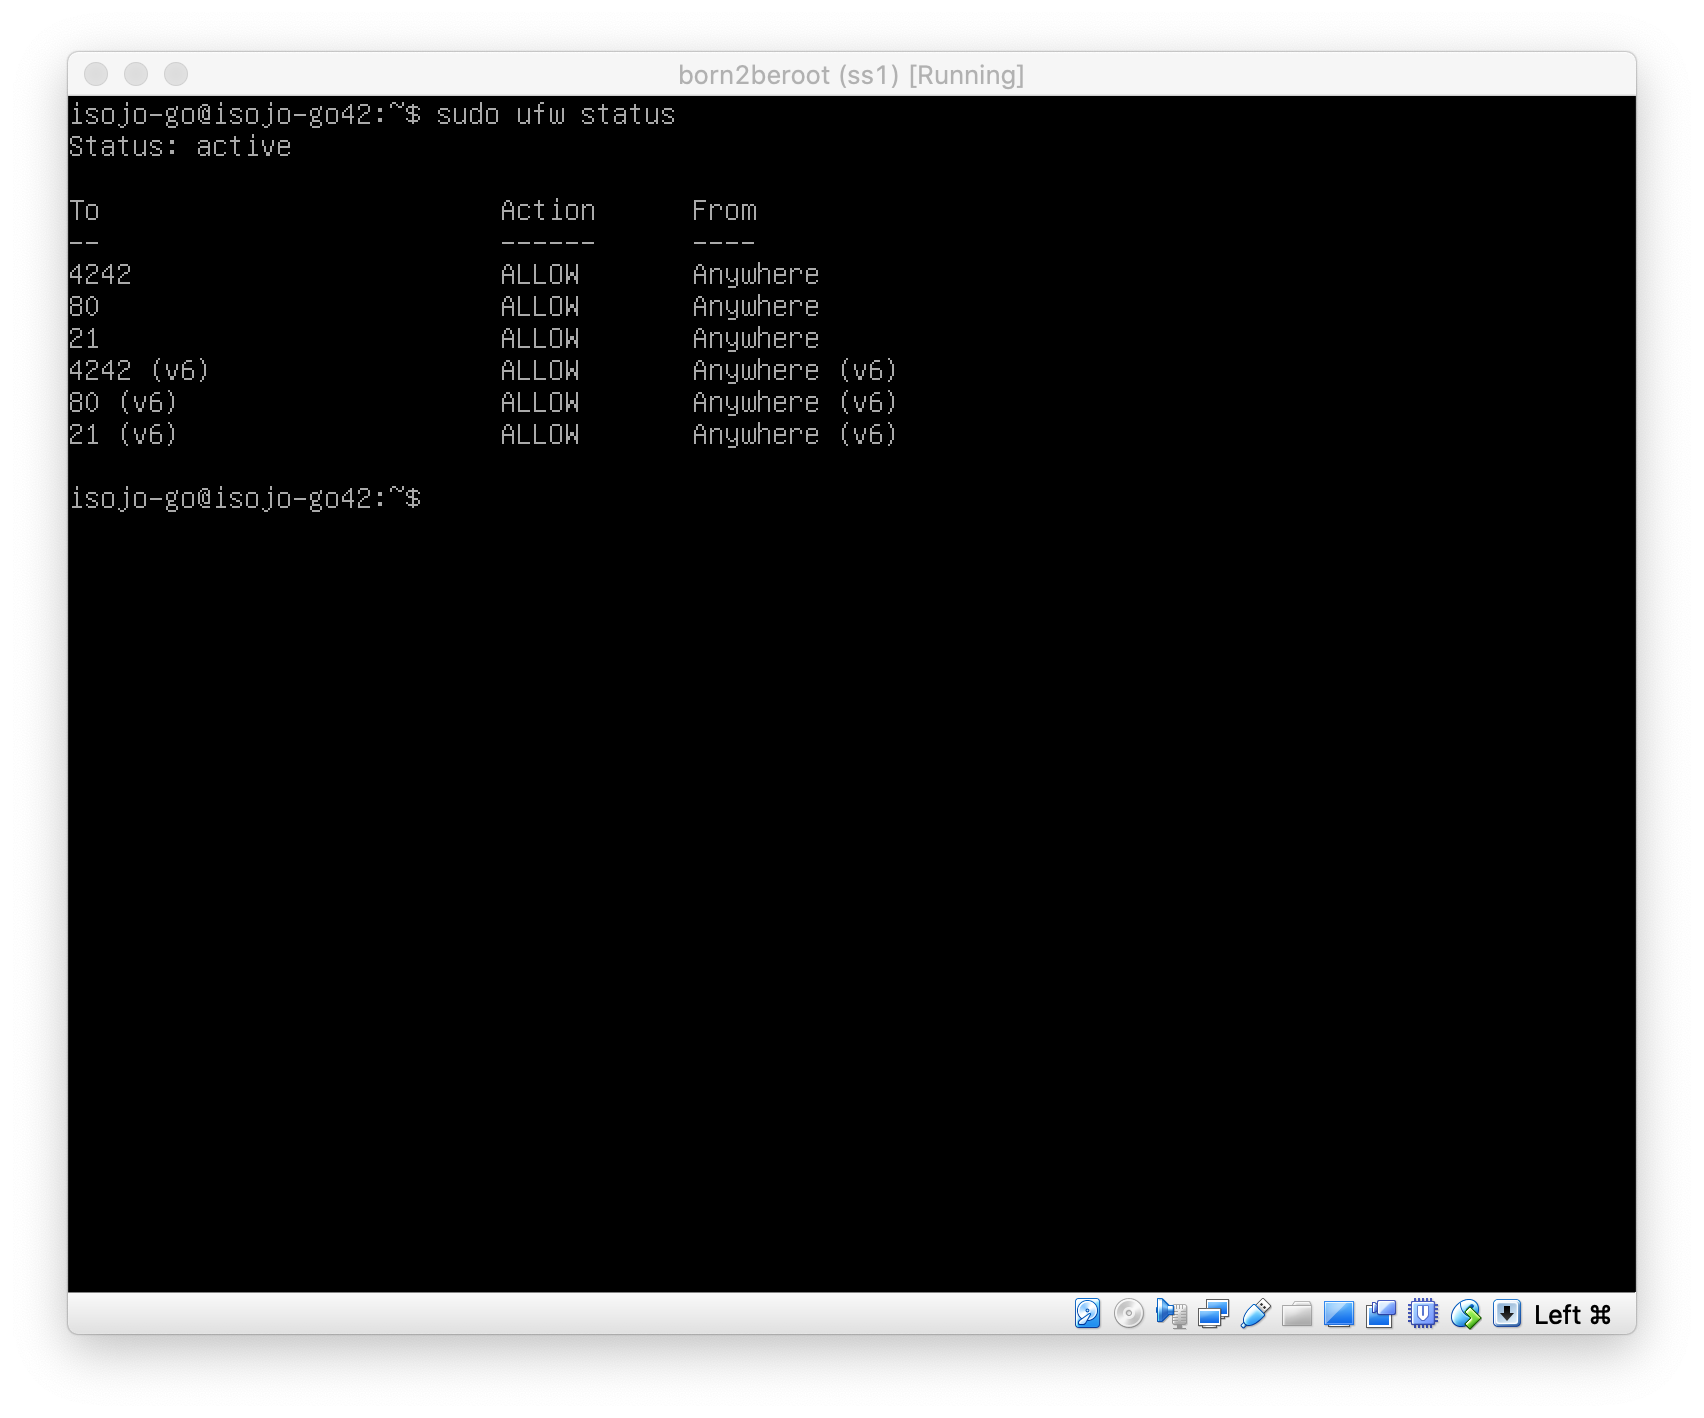 born2beroot (ss1) [Running]
isojo-go@isojo-go42:~$ sudo ufw status
Status: active
To                         Action      From
--                         ------      ----
4242                       ALLOW       Anywhere
80                         ALLOW       Anywhere
21                         ALLOW       Anywhere
4242 (v6)                  ALLOW       Anywhere (v6)
80 (v6)                    ALLOW       Anywhere (v6)
21 (v6)                    ALLOW       Anywhere (v6)
isojo-go@isojo-go42:~$
Left ⌘